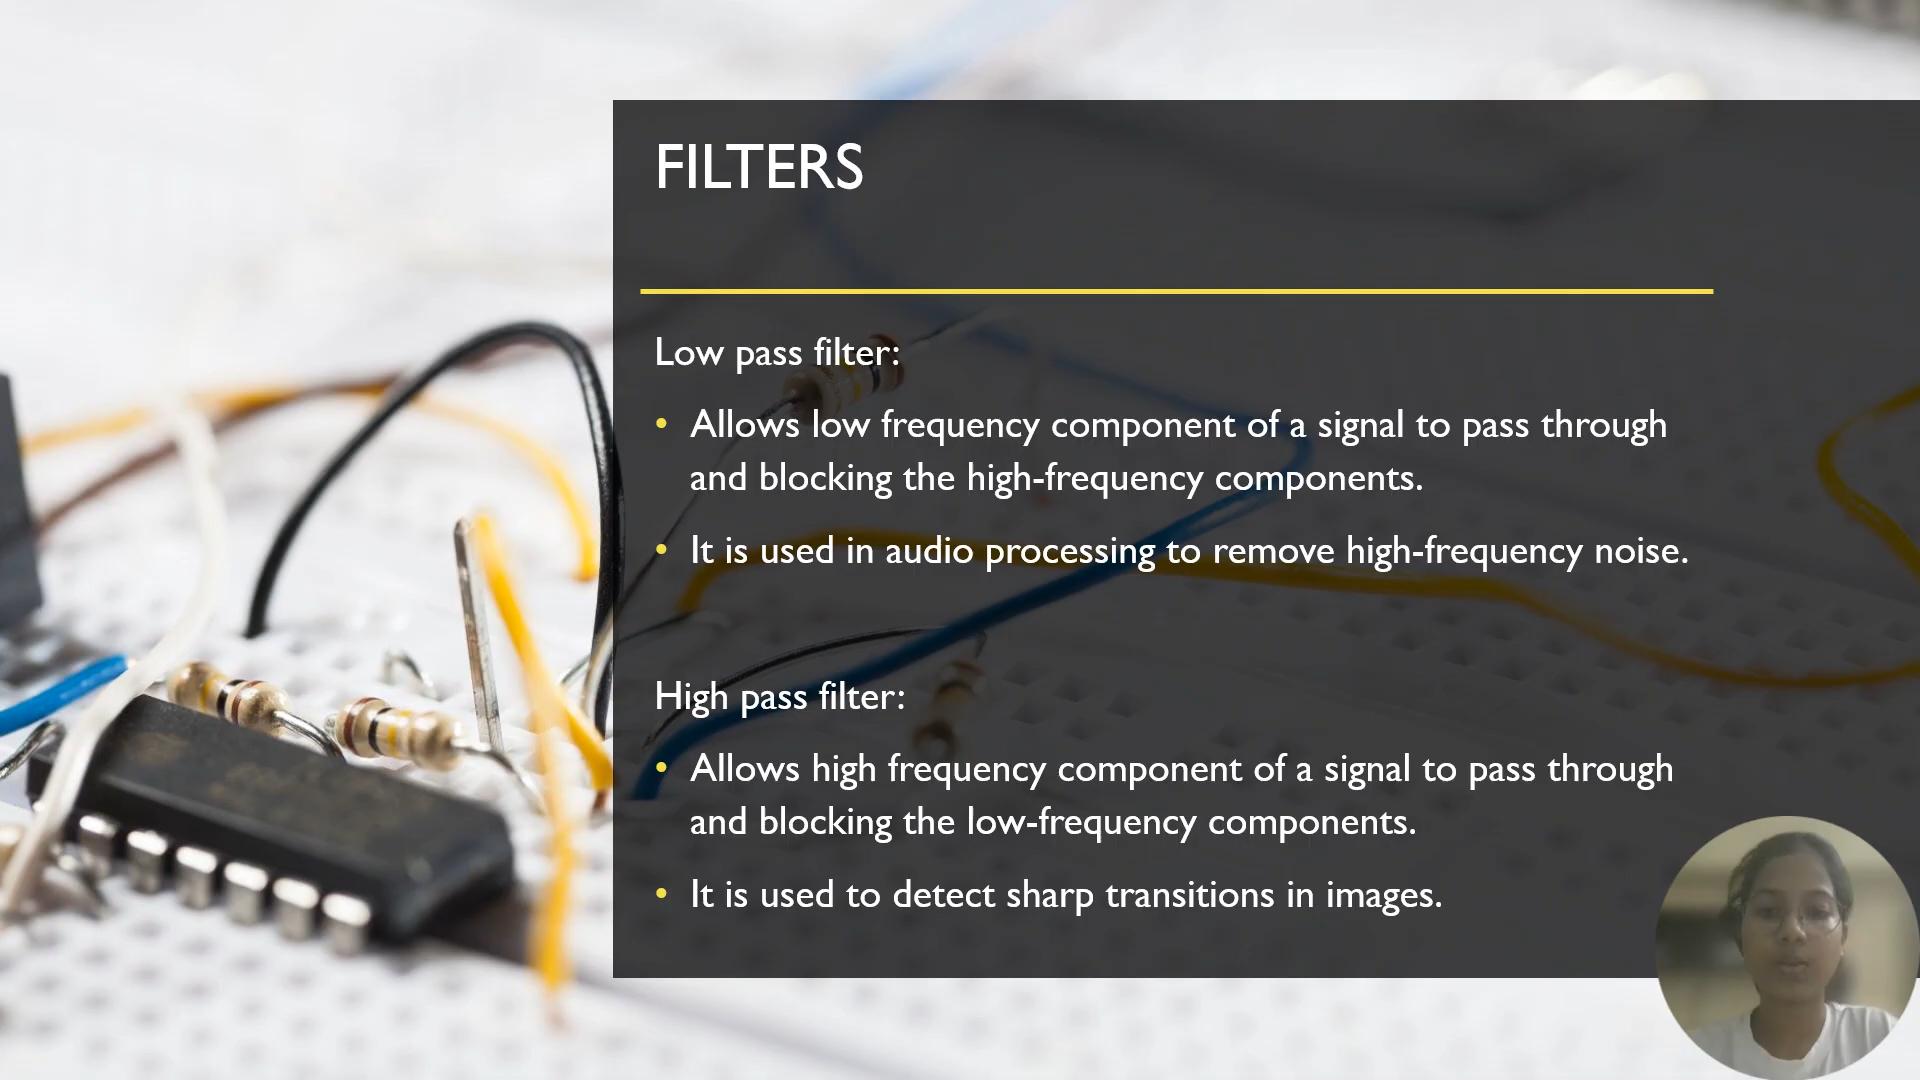 FILTERS
Low pass filter:
• Allows low frequency component of a signal to pass through
and blocking the high-frequency components.
• It is used in audio processing to remove high-frequency noise.
High pass filter:
• Allows high frequency component of a signal to pass through
and blocking the low-frequency components.
• It is used to detect sharp transitions in images.